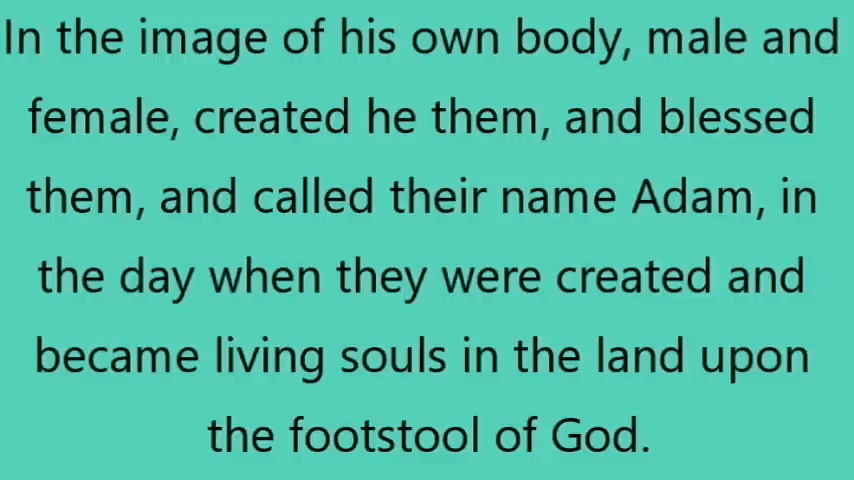 In the image of his own body, male and
female, created he them, and blessed
them, and called their name Adam, in
the day when they were created and
became living souls in the land upon
the footstool of God.